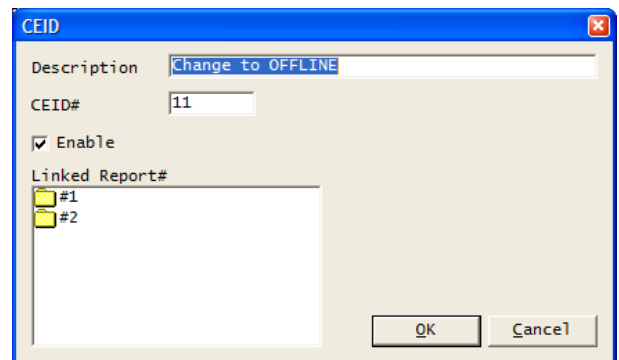 CEID
Description Change to OFFLINE
CEID# 11
Enable
Linked Report#
#1
#2
OK Cancel